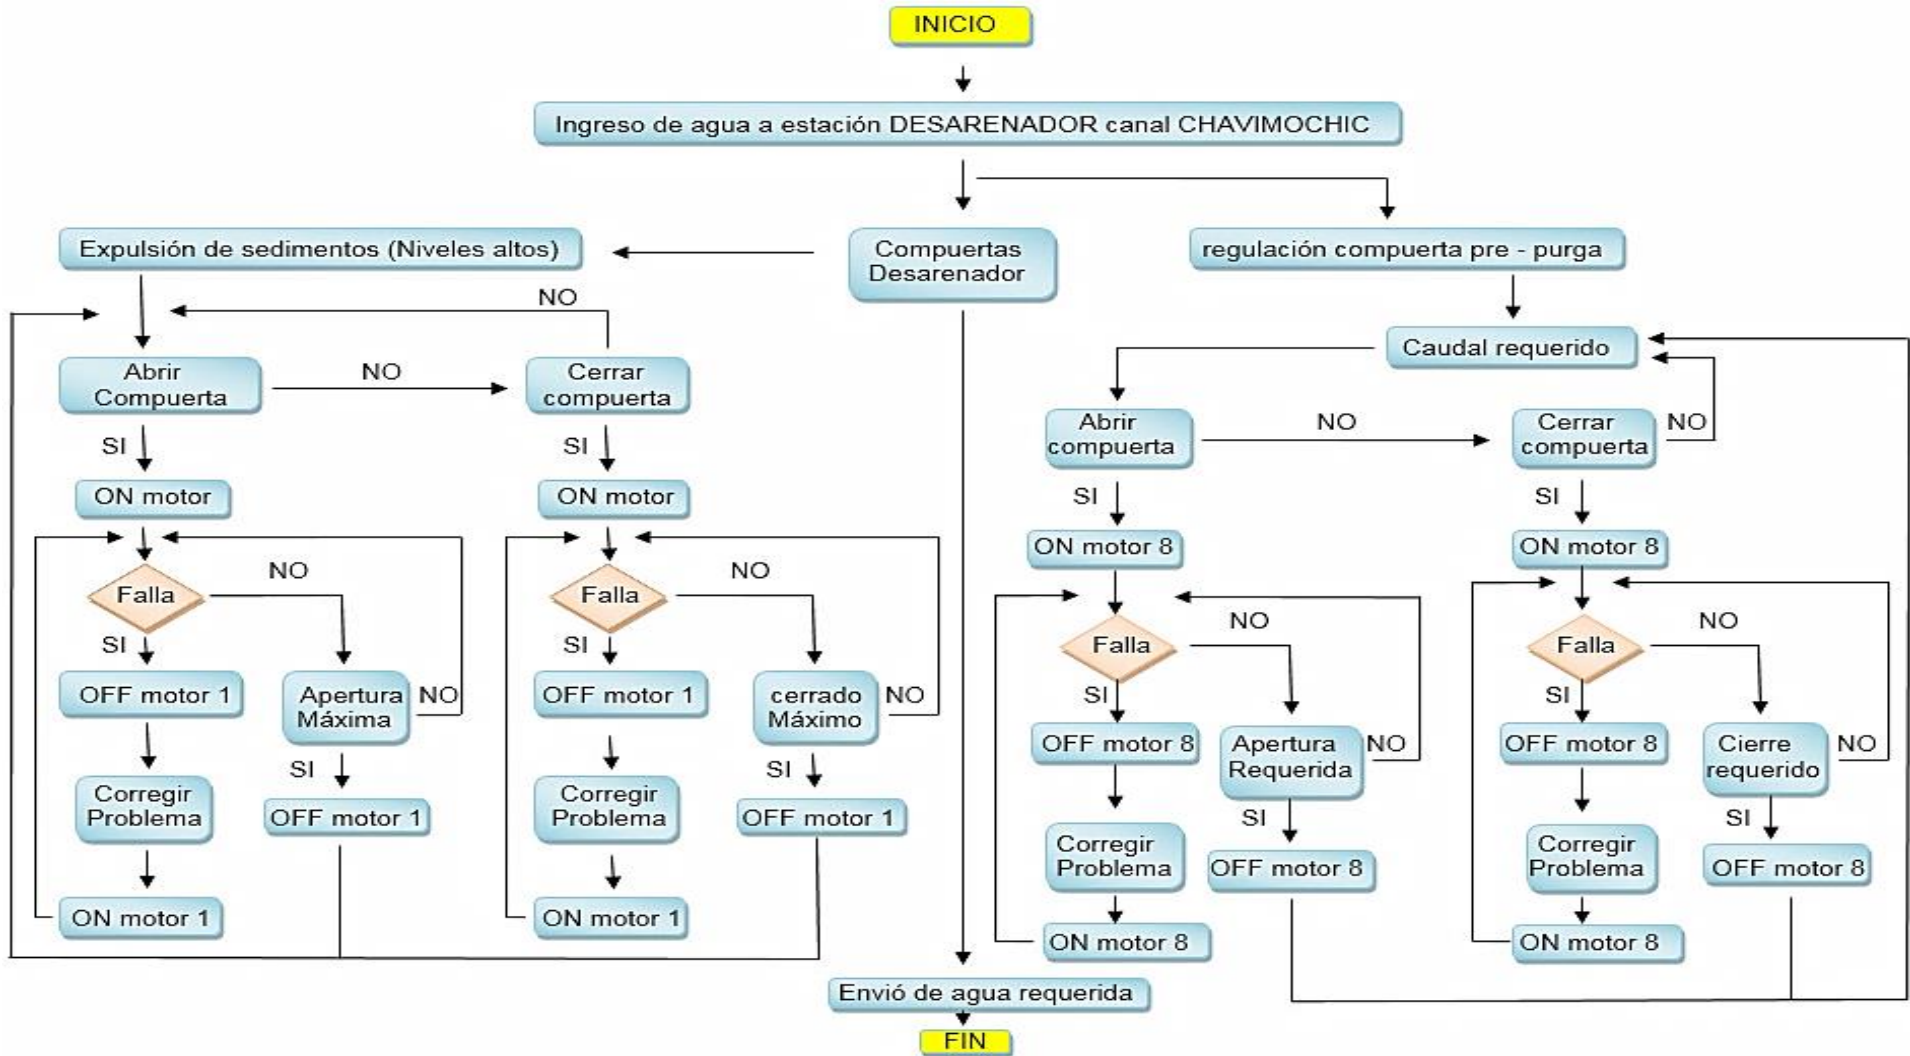 INICIO
Ingreso de agua a estación DESARENADOR canal CHAVIMOCHIC
Expulsión de sedimentos (Niveles altos)
Compuertas
Desarenador
regulación compuerta pre - purga
NO
Abrir
Compuerta
NO
Cerrar
compuerta
SI
SI
ON motor
ON motor
Falla
NO
Falla
NO
SI
SI
OFF motor 1
Apertura
Máxima
NO
OFF motor 1
cerrado
Máximo
NO
SI
SI
Corregir
Problema
OFF motor 1
Corregir
Problema
OFF motor 1
ON motor 1
ON motor 1
Caudal requerido
Abrir
compuerta
NO
Cerrar
compuerta
NO
SI
SI
ON motor 8
ON motor 8
Falla
NO
Falla
NO
SI
SI
OFF motor 8
Apertura
Requerida
NO
OFF motor 8
Cierre
requerido
NO
SI
SI
Corregir
Problema
OFF motor 8
Corregir
Problema
OFF motor 8
ON motor 8
ON motor 8
Envió de agua requerida
FIN